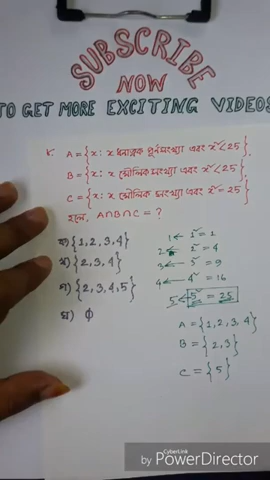 SUBSCRIBE
NOW
TO GET MORE EXCITING VIDEOS
A = {x : x ধনাত্মক পূর্ণসংখ্যা এবং x² < 25},
B = {x : x মৌলিক সংখ্যা এবং x² < 25},
C = {x : x মৌলিক সংখ্যা এবং x² = 25}
হলে, A∩B∩C = ?
ক) {1, 2, 3, 4}
খ) {2, 3, 4}
গ) {2, 3, 4, 5}
ঘ) ϕ
1 ← 1² = 1
2 ← 2² = 4
3 ← 3² = 9
4 ← 4² = 16
5 ← 5² = 25
A = {1, 2, 3, 4}
B = {2, 3}
C = {5}
CyberLink
by PowerDirector